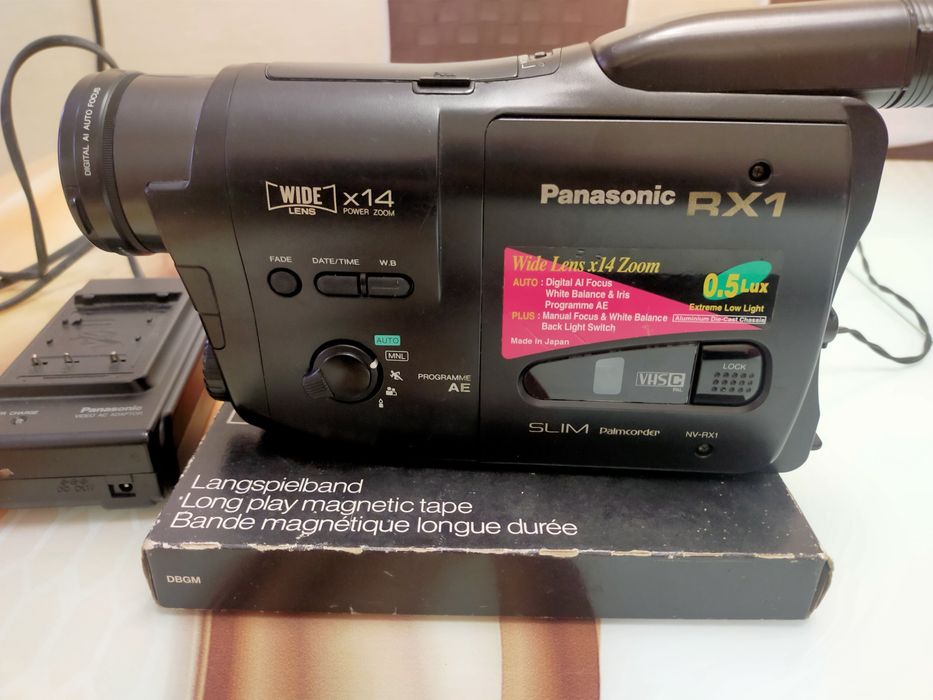 DIGITAL AI AUTO FOCUS
WIDE
LENS
x14
POWER ZOOM
Panasonic RX1
FADE DATE/TIME W.B
Wide Lens x14 Zoom
AUTO : Digital AI Focus
White Balance & Iris
Programme AE
PLUS : Manual Focus & White Balance
Back Light Switch
Made In Japan
0.5Lux
Extreme Low Light
Aluminium Die-Cast Chassis
AUTO
MNL
PROGRAMME
AE
VHS C
PAL
LOCK
SLIM Palmcorder NV-RX1
CHARGE
Panasonic
VIDEO AC ADAPTOR
Langspielband
Long play magnetic tape
Bande magnétique longue durée
DBGM